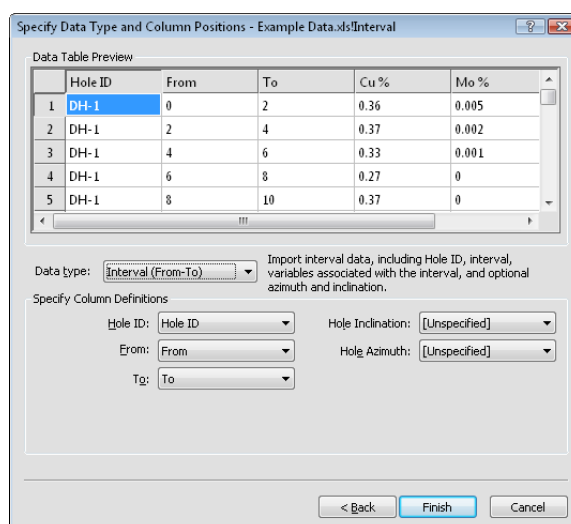 Specify Data Type and Column Positions - Example Data.xls!Interval
Data Table Preview
Hole ID From To Cu % Mo %
1 DH-1 0 2 0.36 0.005
2 DH-1 2 4 0.37 0.002
3 DH-1 4 6 0.33 0.001
4 DH-1 6 8 0.27 0
5 DH-1 8 10 0.37 0
Data type: Interval (From-To)
Import interval data, including Hole ID, interval,
variables associated with the interval, and optional
azimuth and inclination.
Specify Column Definitions
Hole ID: Hole ID Hole Inclination: [Unspecified]
From: From Hole Azimuth: [Unspecified]
To: To
< Back Finish Cancel